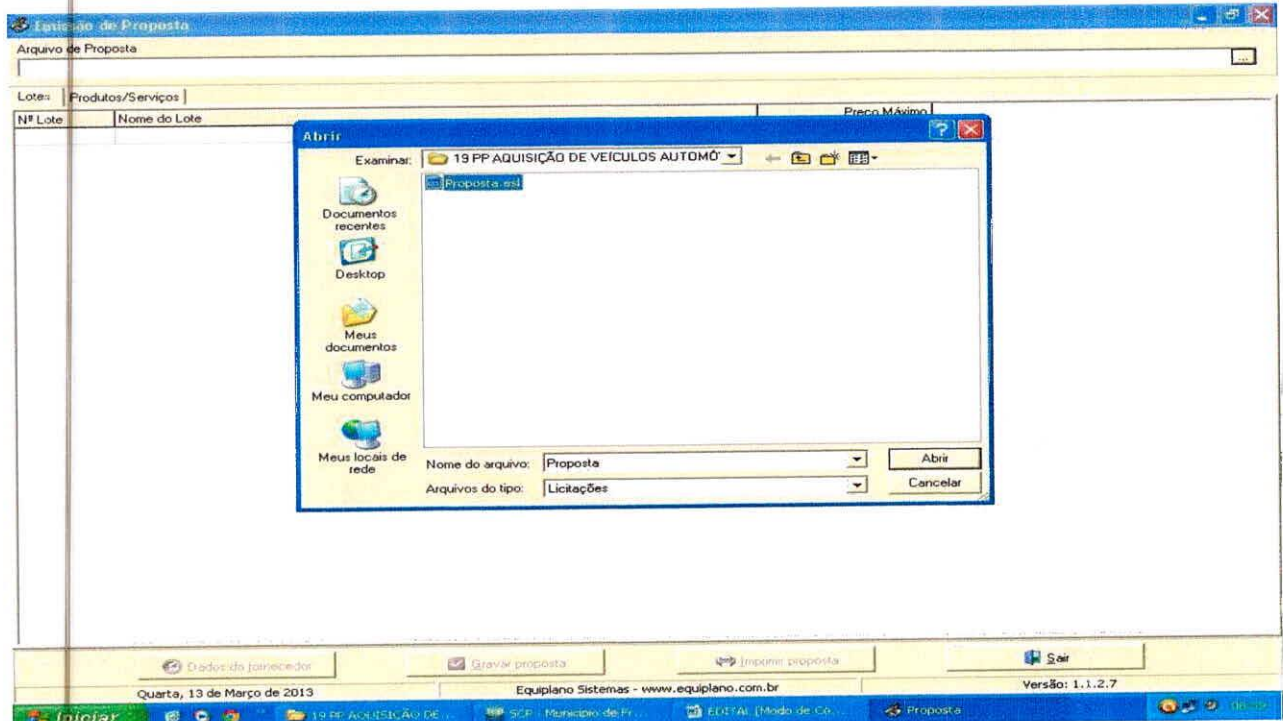 Emissão de Proposta
Arquivo de Proposta
...
Lotes Produtos/Serviços
Nº Lote Nome do Lote Preço Máximo
Abrir
Examinar: 19 PP AQUISIÇÃO DE VEÍCULOS AUTOMÓ
Proposta.esl
Documentos recentes
Desktop
Meus documentos
Meu computador
Meus locais de rede
Nome do arquivo: Proposta Abrir
Arquivos do tipo: Licitações Cancelar
Dados do fornecedor Gravar proposta Imprime proposta Sair
Quarta, 13 de Março de 2013 Equiplano Sistemas - www.equiplano.com.br Versão: 1.1.2.7
Iniciar 19 PP AQUISIÇÃO DE... SCP - Município de Fr... EDITAL [Modo de Co... Proposta